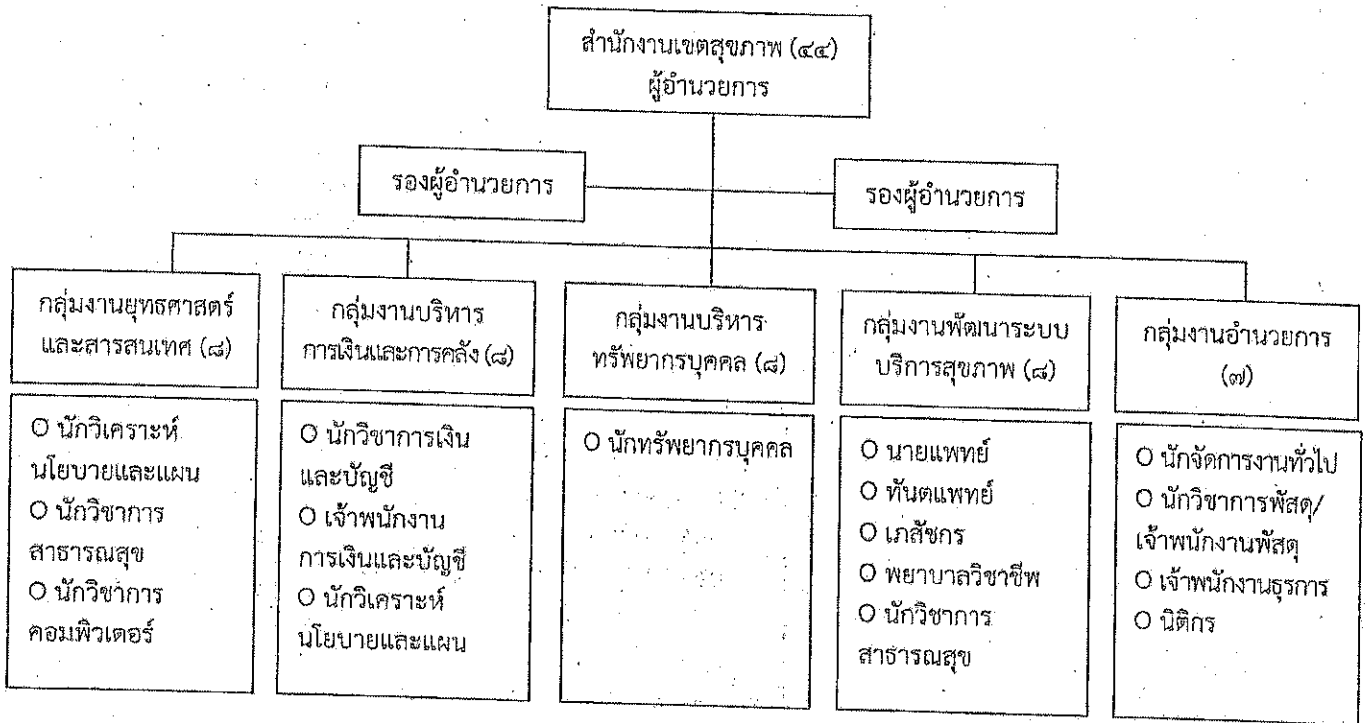 สำนักงานเขตสุขภาพ (๔๔)
ผู้อำนวยการ
รองผู้อำนวยการ
รองผู้อำนวยการ
กลุ่มงานยุทธศาสตร์
และสารสนเทศ (๘)
O นักวิเคราะห์
นโยบายและแผน
O นักวิชาการ
สาธารณสุข
O นักวิชาการ
คอมพิวเตอร์
กลุ่มงานบริหาร
การเงินและการคลัง (๘)
O นักวิชาการเงิน
และบัญชี
O เจ้าพนักงาน
การเงินและบัญชี
O นักวิเคราะห์
นโยบายและแผน
กลุ่มงานบริหาร
ทรัพยากรบุคคล (๘)
O นักทรัพยากรบุคคล
กลุ่มงานพัฒนาระบบ
บริการสุขภาพ (๘)
O นายแพทย์
O ทันตแพทย์
O เภสัชกร
O พยาบาลวิชาชีพ
O นักวิชาการ
สาธารณสุข
กลุ่มงานอำนวยการ
(๗)
O นักจัดการงานทั่วไป
O นักวิชาการพัสดุ/
เจ้าพนักงานพัสดุ
O เจ้าพนักงานธุรการ
O นิติกร